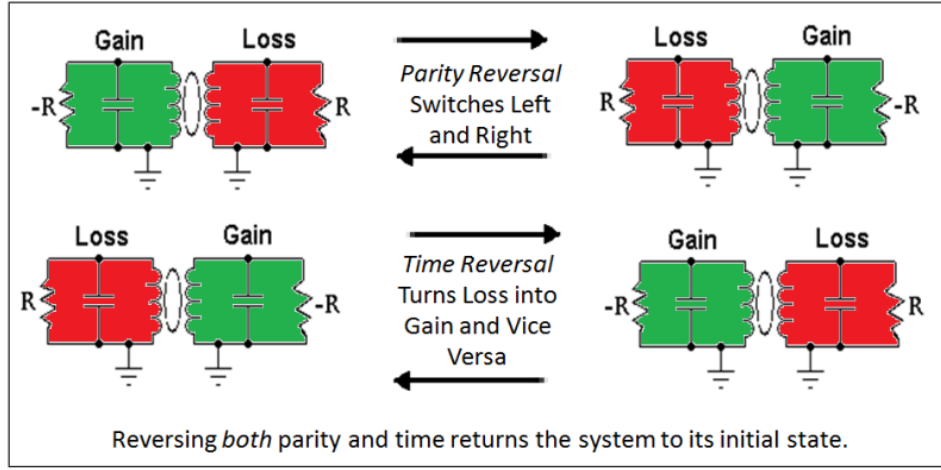 Gain Loss
-R R
Parity Reversal
Switches Left
and Right
Loss Gain
R -R
Loss Gain
R -R
Time Reversal
Turns Loss into
Gain and Vice
Versa
Gain Loss
-R R
Reversing both parity and time returns the system to its initial state.